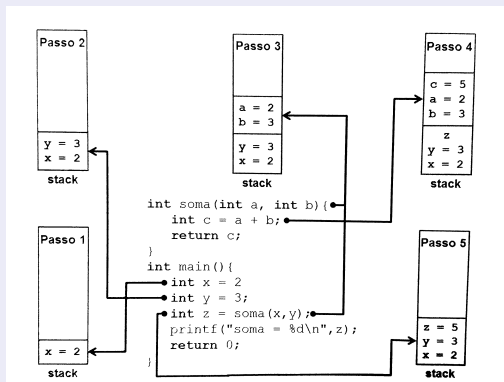 Passo 2
y = 3
x = 2
stack
Passo 3
a = 2
b = 3
y = 3
x = 2
stack
Passo 4
c = 5
a = 2
b = 3
z
y = 3
x = 2
stack
int soma(int a, int b){
int c = a + b;
return c;
}
int main(){
int x = 2
int y = 3;
int z = soma(x,y);
printf("soma = %d\n",z);
return 0;
}
Passo 1
x = 2
stack
Passo 5
z = 5
y = 3
x = 2
stack